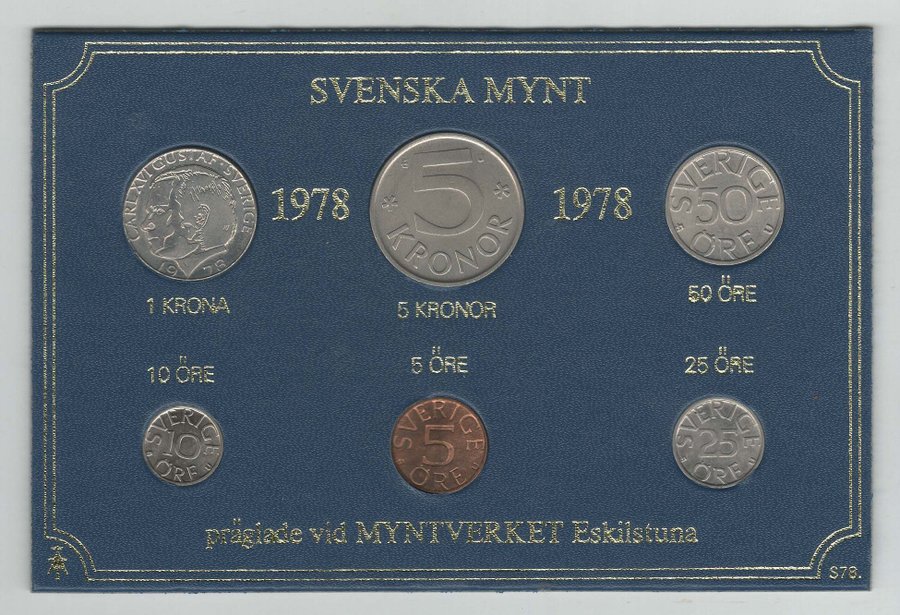 SVENSKA MYNT
CARL XVI GUSTAF SVERIGE
1978
1978
5
KRONOR
1978
SVERIGE
50
ÖRE
U
1 KRONA
5 KRONOR
50 ÖRE
10 ÖRE
5 ÖRE
25 ÖRE
SVERIGE
10
ÖRE
U
SVERIGE
5
ÖRE
SVERIGE
25
ÖRE
U
präglade vid MYNTVERKET Eskilstuna
S78.